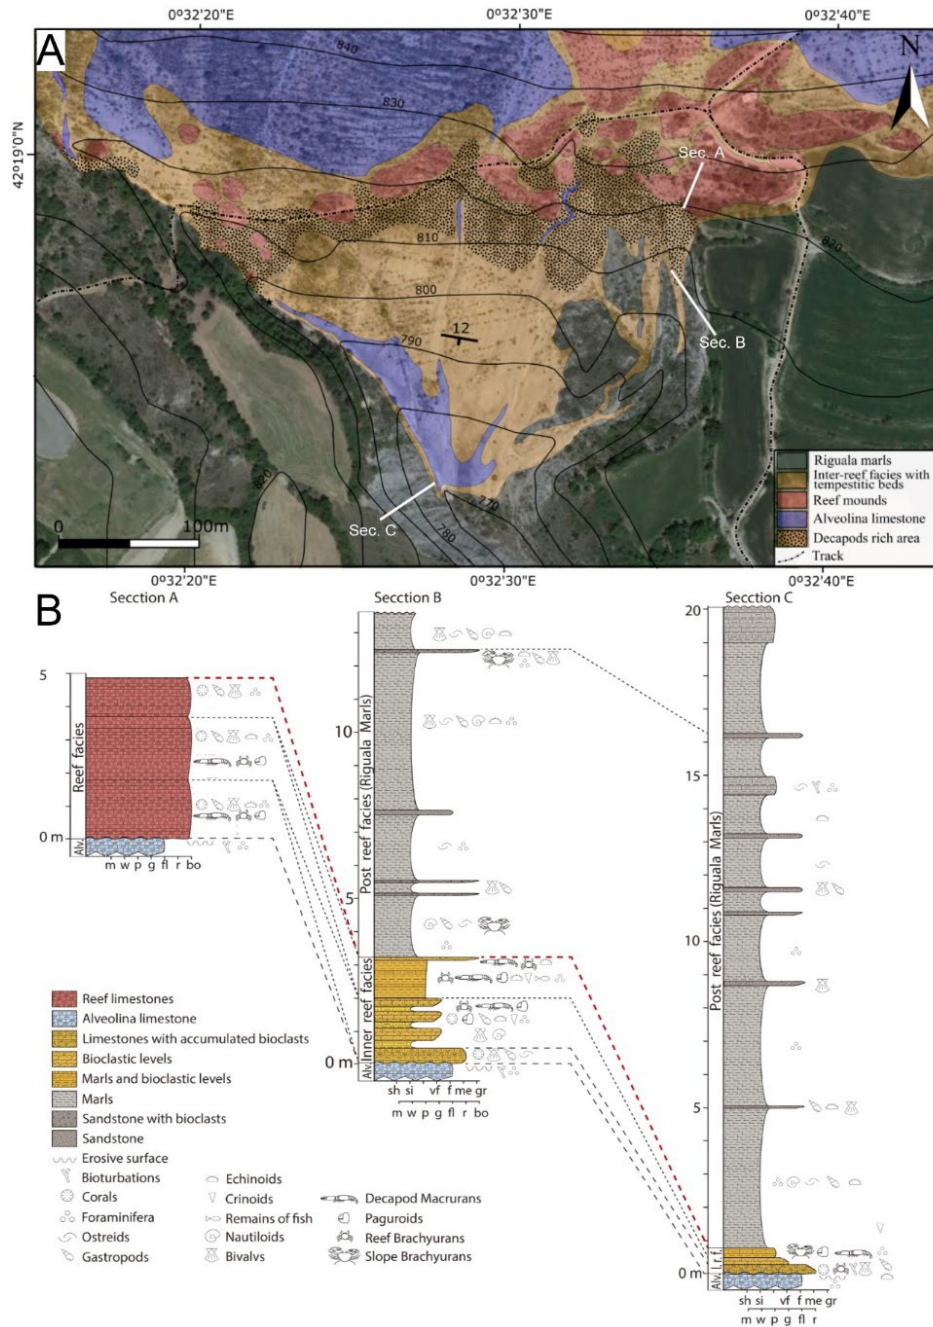 0°32'20" 0°32'30" 0°32'40"
A
N
42°19'0"N
840
830
820
810
800
790
12
Sec. A
Sec. B
Sec. C
820
780
770
0 100m
Riguala marls
Inter-reef facies with
tempestitic beds
Reef mounds
Alveolina limestone
Decapods rich area
Track
0°32'20" 0°32'30" 0°32'40"
B
Secction A
Secction B
Secction C
5
0 m
Reef facies
Alv.
m w p g fl r bo
10
5
0 m
Post reef facies (Riguala Marls)
Inner reef facies
Alv.
sh si vf f me gr
m w p g fl r bo
20
15
10
5
0 m
Post reef facies (Riguala Marls)
I.r.f.
Alv.
sh si vf f me gr
m w p g fl r
Reef limestones
Alveolina limestone
Limestones with accumulated bioclasts
Bioclastic levels
Marls and bioclastic levels
Marls
Sandstone with bioclasts
Sandstone
Erosive surface
Bioturbations
Corals
Foraminifera
Ostreids
Gastropods
Echinoids
Crinoids
Remains of fish
Nautiloids
Bivalvs
Decapod Macrurans
Paguroids
Reef Brachyurans
Slope Brachyurans